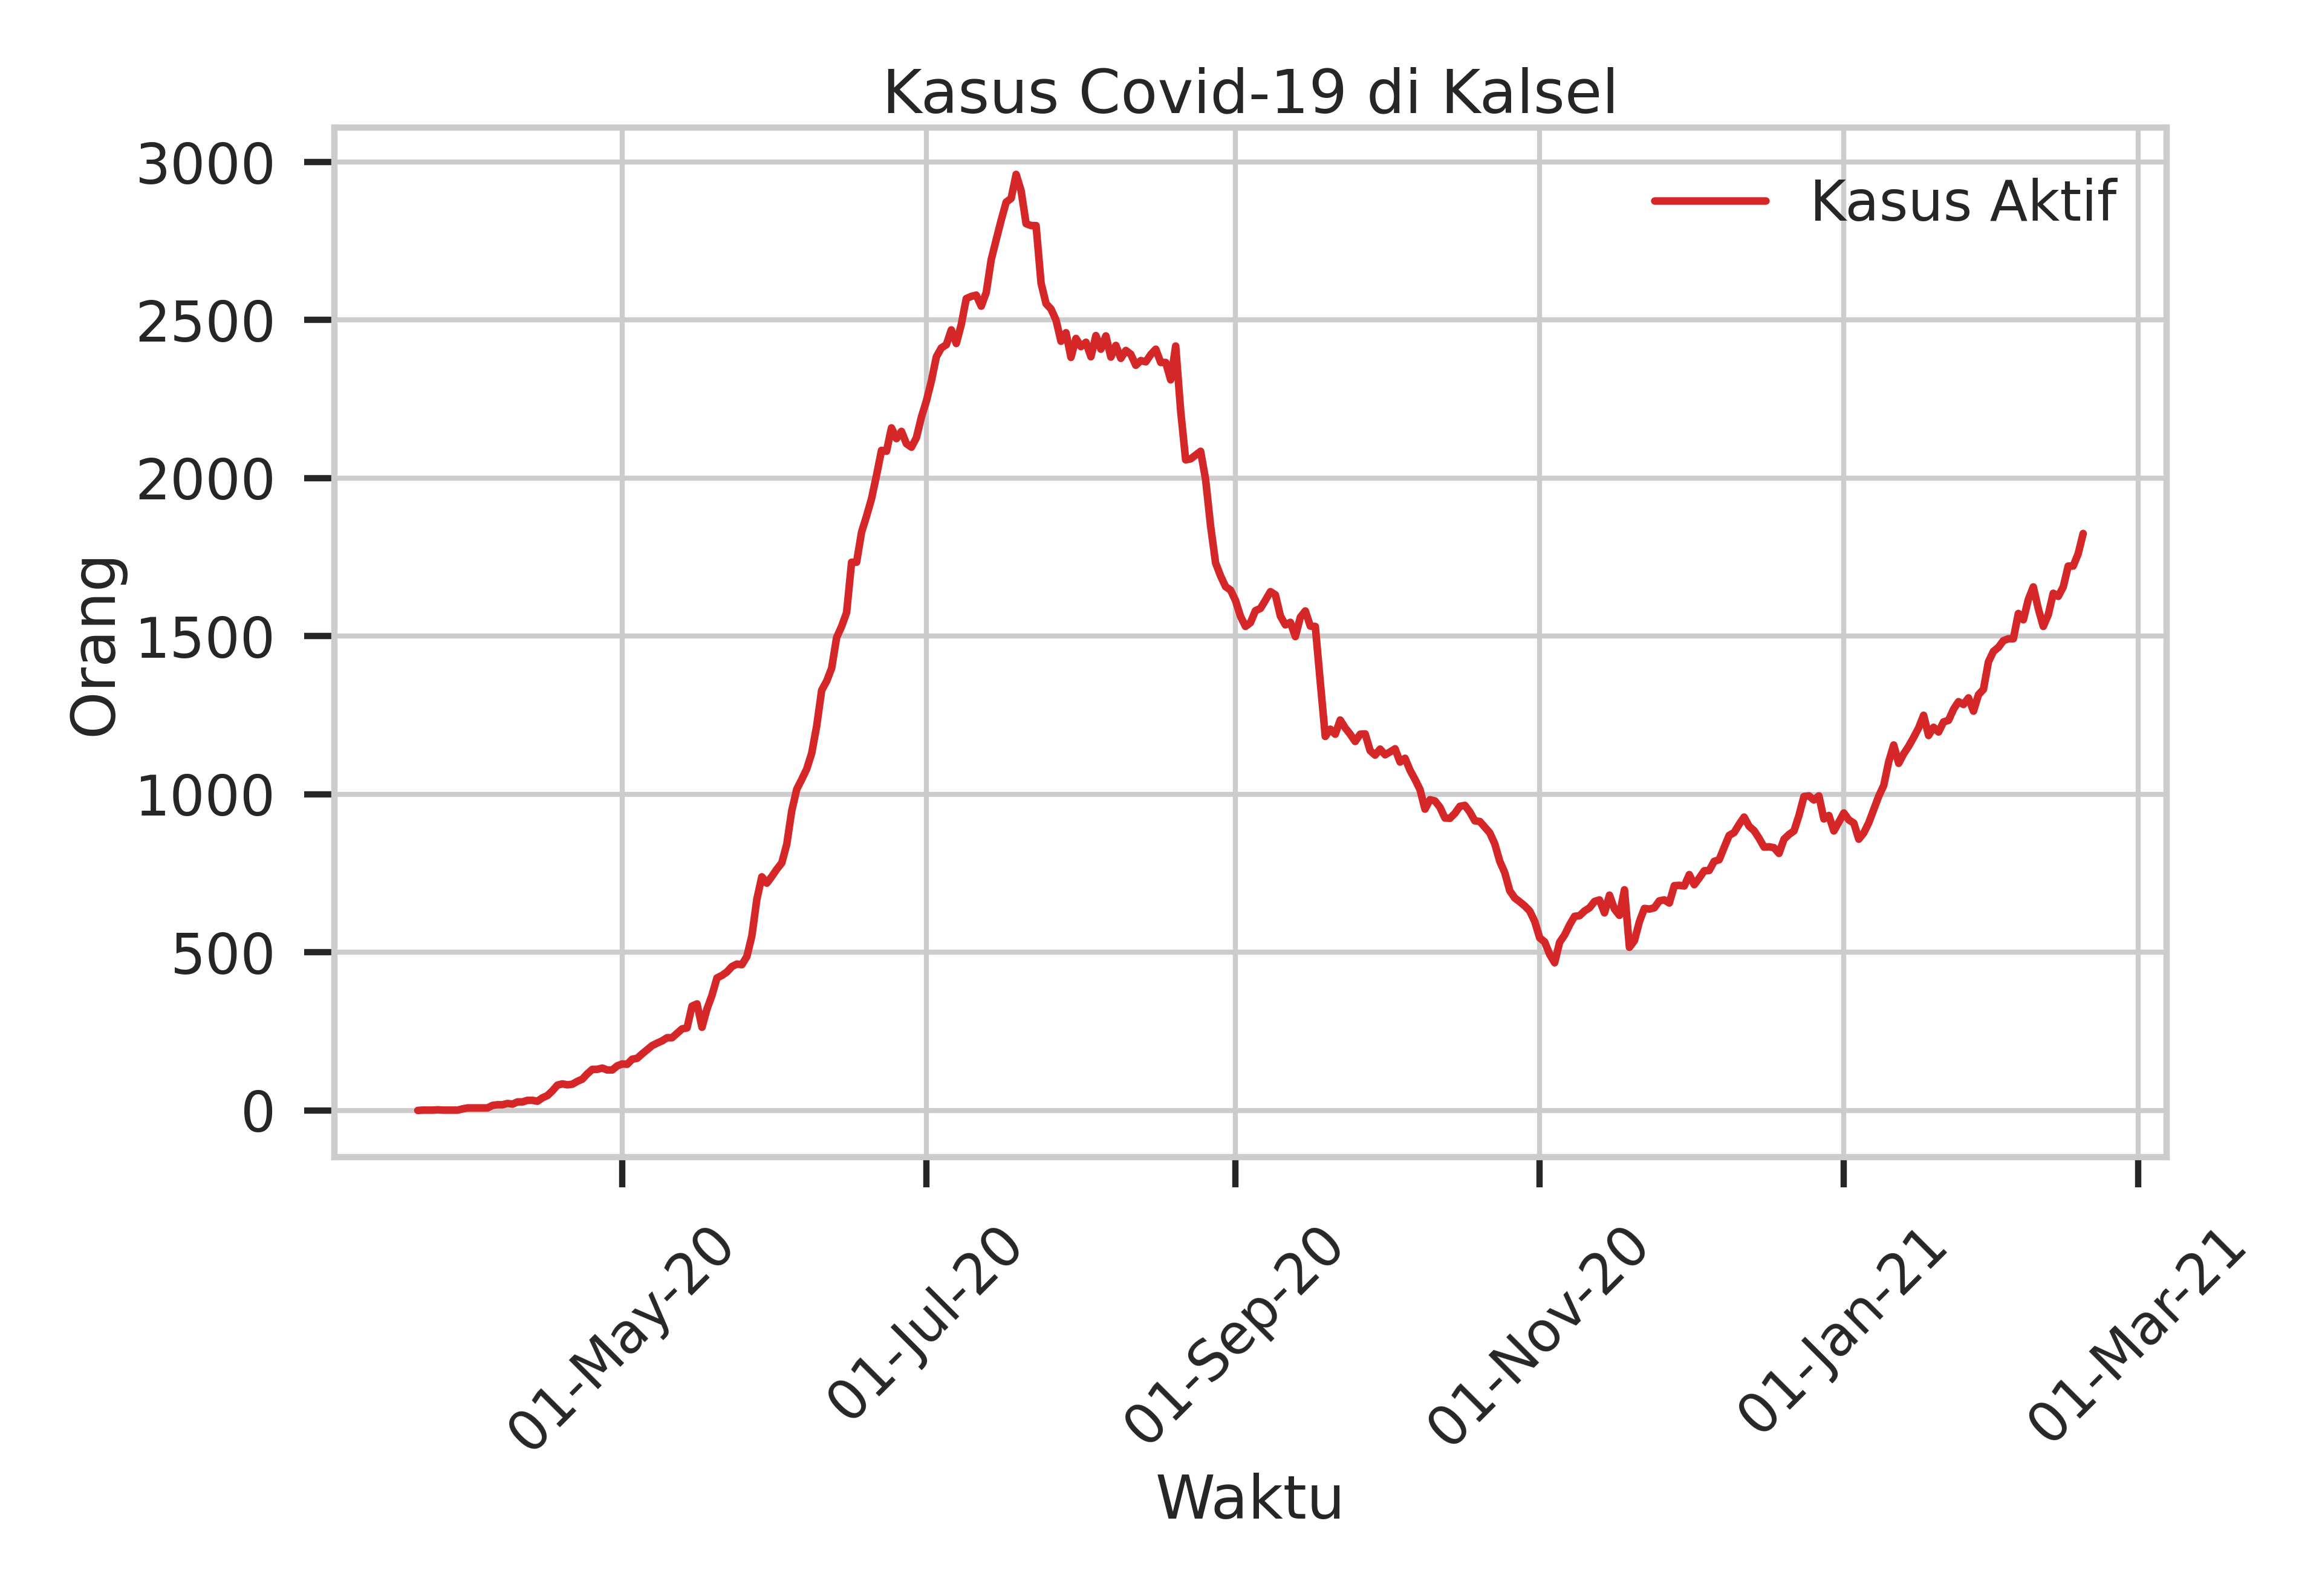 Kasus Covid-19 di Kalsel
Kasus Aktif
3000
2500
2000
1500
1000
500
0
Orang
01-May-20
01-Jul-20
01-Sep-20
01-Nov-20
01-Jan-21
01-Mar-21
Waktu